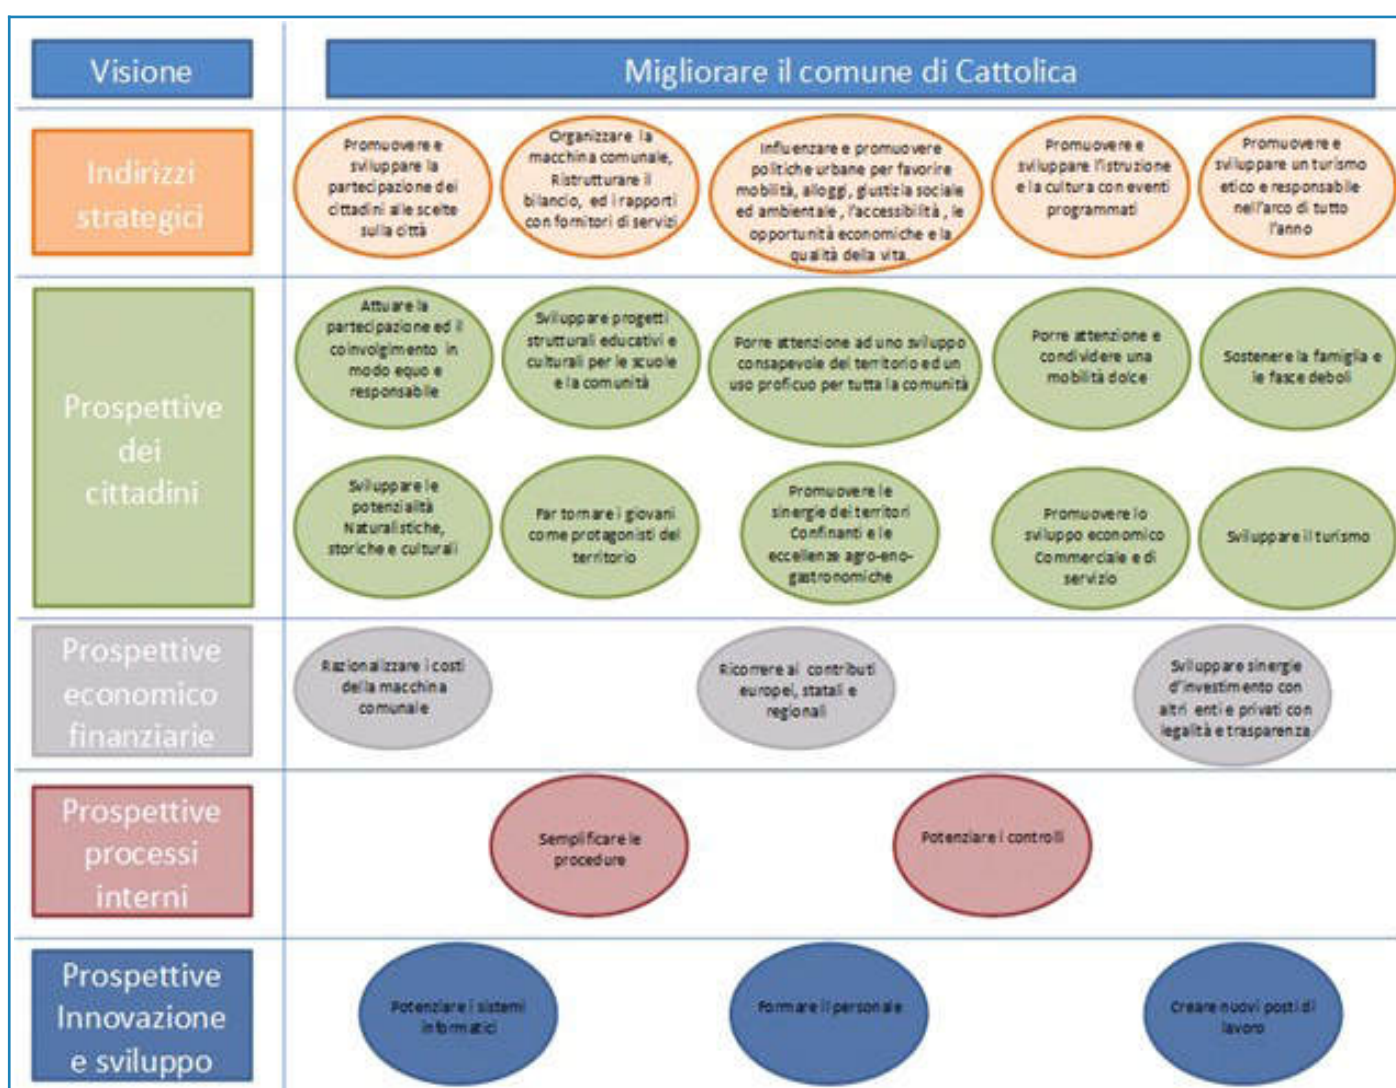 Visione
Migliorare il comune di Cattolica
Indirizzi
strategici
Promuovere e
sviluppare la
partecipazione dei
cittadini alle scelte
sulla città
Organizzare la
macchina comunale,
Ristrutturare il
bilancio, ed i rapporti
con fornitori di servizi
Influenzare e promuovere
politiche urbane per favorire
mobilità, alloggi, giustizia sociale
ed ambientale, l'accessibilità, le
opportunità economiche e la
qualità della vita.
Promuovere e
sviluppare l'istruzione
e la cultura con eventi
programmati
Promuovere e
sviluppare un turismo
etico e responsabile
nell'arco di tutto
l'anno
Prospettive
dei
cittadini
Attuare la
partecipazione ed il
coinvolgimento in
modo equo e
responsabile
Sviluppare progetti
strutturali educativi e
culturali per le scuole
e la comunità
Porre attenzione ad uno sviluppo
consapevole del territorio ed un
uso proficuo per tutta la comunità
Porre attenzione e
condividere una
mobilità dolce
Sostenere la famiglia e
le fasce deboli
Sviluppare le
potenzialità
Naturalistiche,
storiche e culturali
Far tornare i giovani
come protagonisti del
territorio
Promuovere le
sinergie dei territori
Confinanti e le
eccellenze agro-eno-
gastronomiche
Promuovere lo
sviluppo economico
Commerciale e di
servizio
Sviluppare il turismo
Prospettive
economico
finanziarie
Razionalizzare i costi
della macchina
comunale
Ricorrere ai contributi
europei, statali e
regionali
Sviluppare sinergie
d'investimento con
altri enti e privati con
legalità e trasparenza
Prospettive
processi
interni
Semplificare le
procedure
Potenziare i controlli
Prospettive
Innovazione
e sviluppo
Potenziare i sistemi
informatici
Formare il personale
Creare nuovi posti di
lavoro